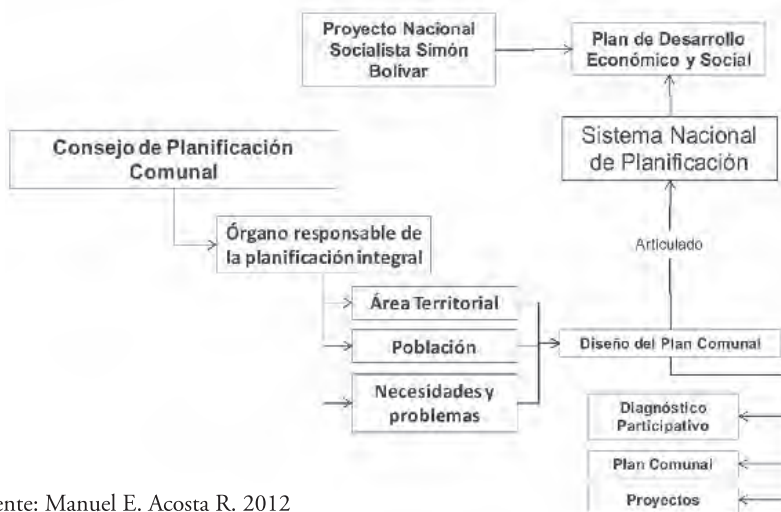 Proyecto Nacional
Socialista Simón
Bolívar
Plan de Desarrollo
Económico y Social
Consejo de Planificación
Comunal
Sistema Nacional
de Planificación
Órgano responsable de
la planificación integral
Articulado
Área Territorial
Población
Diseño del Plan Comunal
Necesidades y
problemas
Diagnóstico
Participativo
Plan Comunal
Proyectos
ente: Manuel E. Acosta R. 2012